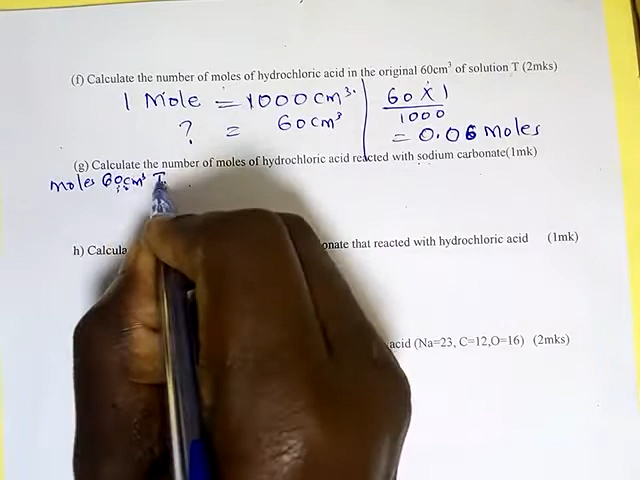 (f) Calculate the number of moles of hydrochloric acid in the original 60cm³ of solution T (2mks)
1 Mole = 1000cm³. 60 x 1
1000
? = 60cm³ = 0.06 Moles
(g) Calculate the number of moles of hydrochloric acid reacted with sodium carbonate(1mk)
moles 60cm³ T
h) Calcula onate that reacted with hydrochloric acid (1mk)
acid (Na=23, C=12,O=16) (2mks)